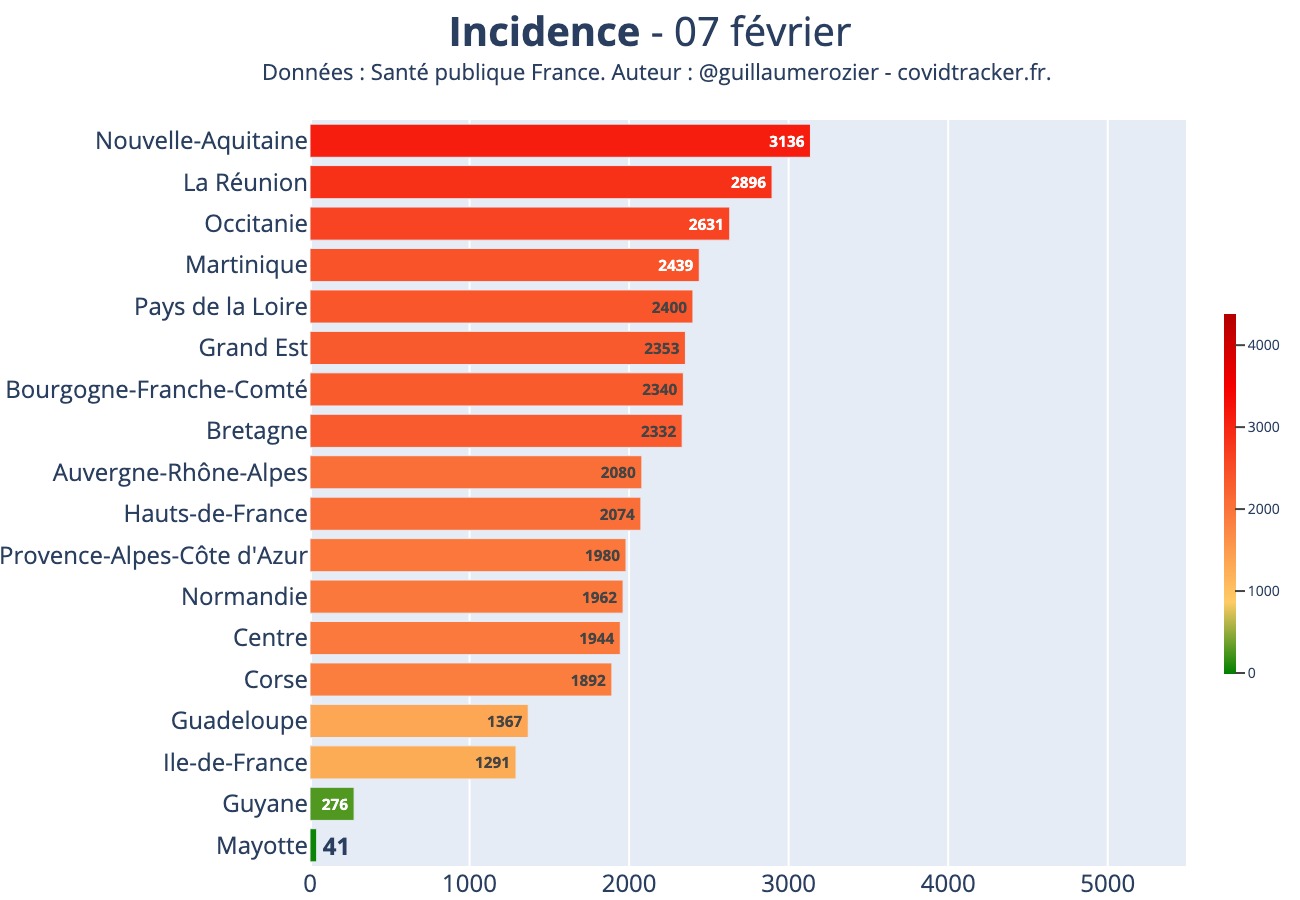 Incidence - 07 février
Données : Santé publique France. Auteur : @guillaumerozier - covidtracker.fr.
Nouvelle-Aquitaine 3136
La Réunion 2896
Occitanie 2631
Martinique 2439
Pays de la Loire 2400
Grand Est 2353
Bourgogne-Franche-Comté 2340
Bretagne 2332
Auvergne-Rhône-Alpes 2080
Hauts-de-France 2074
Provence-Alpes-Côte d'Azur 1980
Normandie 1962
Centre 1944
Corse 1892
Guadeloupe 1367
Ile-de-France 1291
Guyane 276
Mayotte 41
0 1000 2000 3000 4000 5000
4000
3000
2000
1000
0